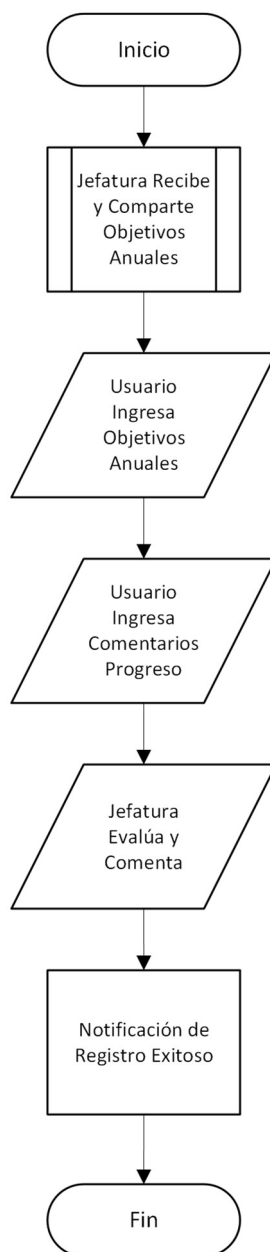 Inicio
Jefatura Recibe
y Comparte
Objetivos
Anuales
Usuario
Ingresa
Objetivos
Anuales
Usuario
Ingresa
Comentarios
Progreso
Jefatura
Evalúa y
Comenta
Notificación de
Registro Exitoso
Fin